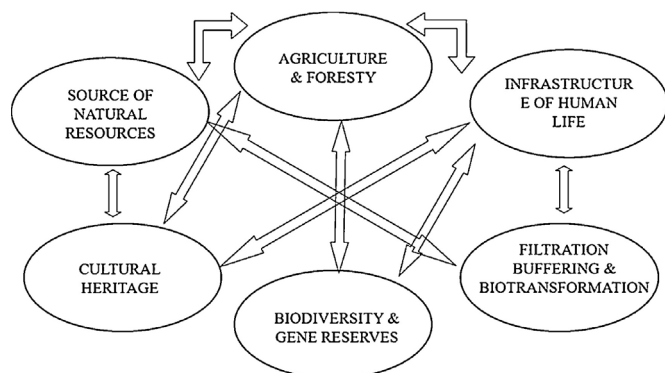 AGRICULTURE
& FORESTY
SOURCE OF
NATURAL
RESOURCES
INFRASTRUCTUR
E OF HUMAN
LIFE
CULTURAL
HERITAGE
BIODIVERSITY &
GENE RESERVES
FILTRATION
BUFFERING &
BIOTRANSFORMATION